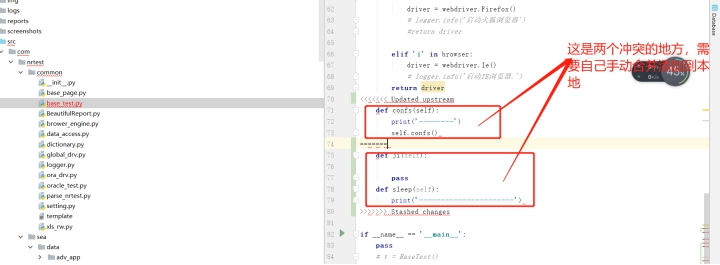 logs
reports
screenshots
src
com
nrtest
common
__init__.py
base_page.py
base_test.py
BeautifulReport.py
brower_engine.py
data_access.py
dictionary.py
global_drv.py
logger.py
ora_drv.py
oracle_test.py
parse_nrtest.py
setting.py
template
xls_rw.py
sea
data
adv_app
62 driver = webdriver.Firefox()
63 # logger.info('启动火狐浏览器')
64 #return driver
65
66 elif 'i' in browser:
67 driver = webdriver.Ie()
68 # logger.info('启动IE浏览器.')
69 return driver
70 <<<<<<< Updated upstream
71 def confs(self):
72 print("--------")
73 self.confs()
74 =======
75 def ji(self):
76
77 pass
78 def sleep(self):
79 print("----------------------")
80 >>>>>>> Stashed changes
81
82 if __name__ == '__main__':
83 pass
84 # t = BaseTest()
这是两个冲突的地方,需
要自己手动合并
到本
地
45%
Database